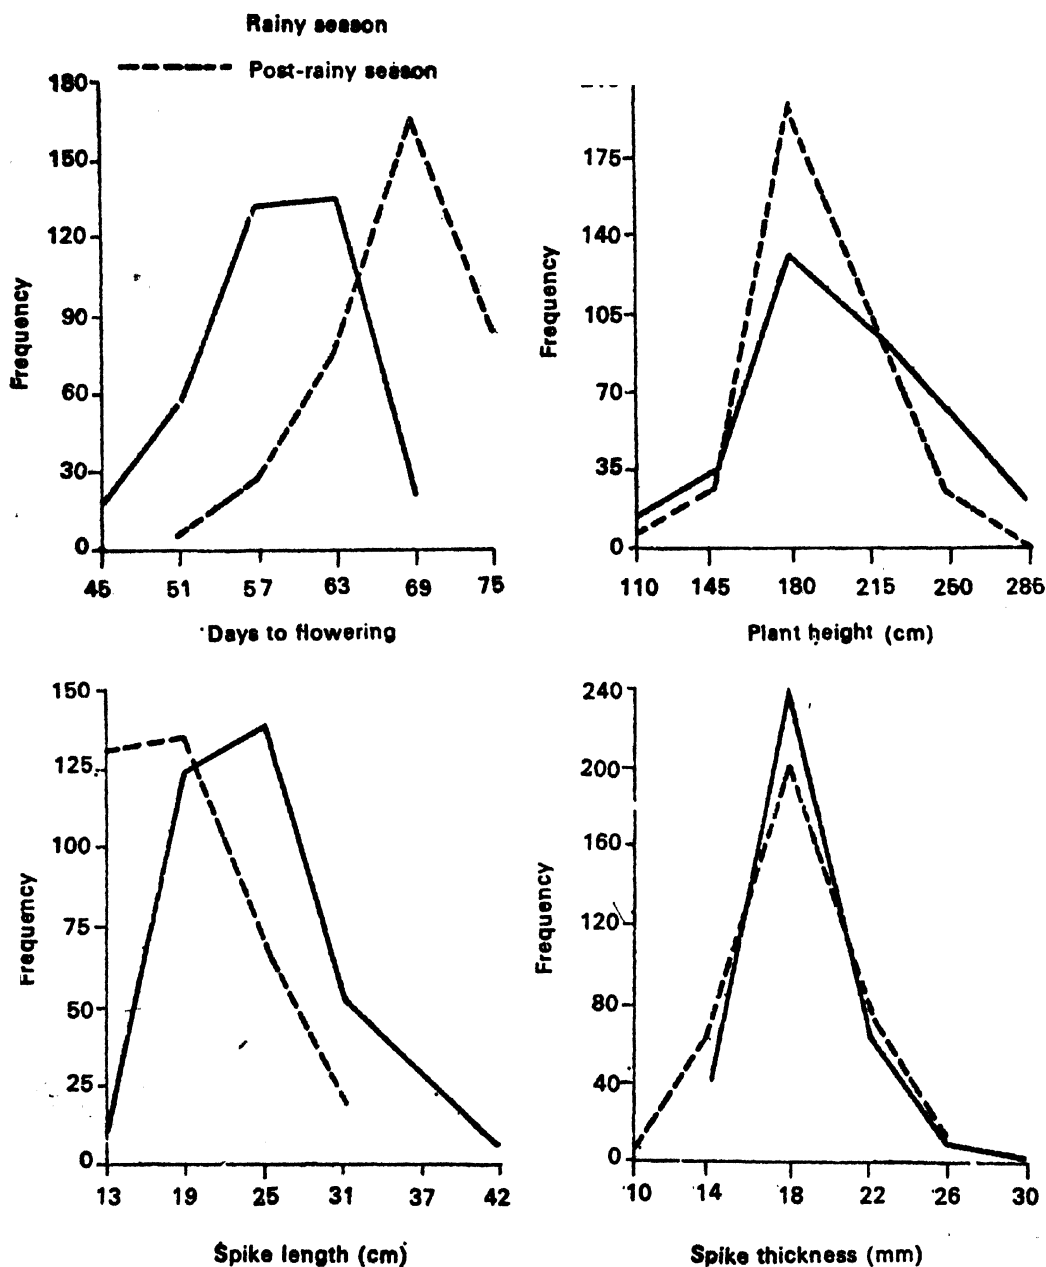 Rainy season
Post-rainy season
180
150
120
90
60
30
0
45 51 57 63 69 75
Frequency
Days to flowering
175
140
105
70
35
0
110 145 180 215 250 285
Frequency
Plant height (cm)
150
125
100
75
50
25
0
13 19 25 31 37 42
Frequency
Spike length (cm)
240
200
160
120
80
40
0
10 14 18 22 26 30
Frequency
Spike thickness (mm)